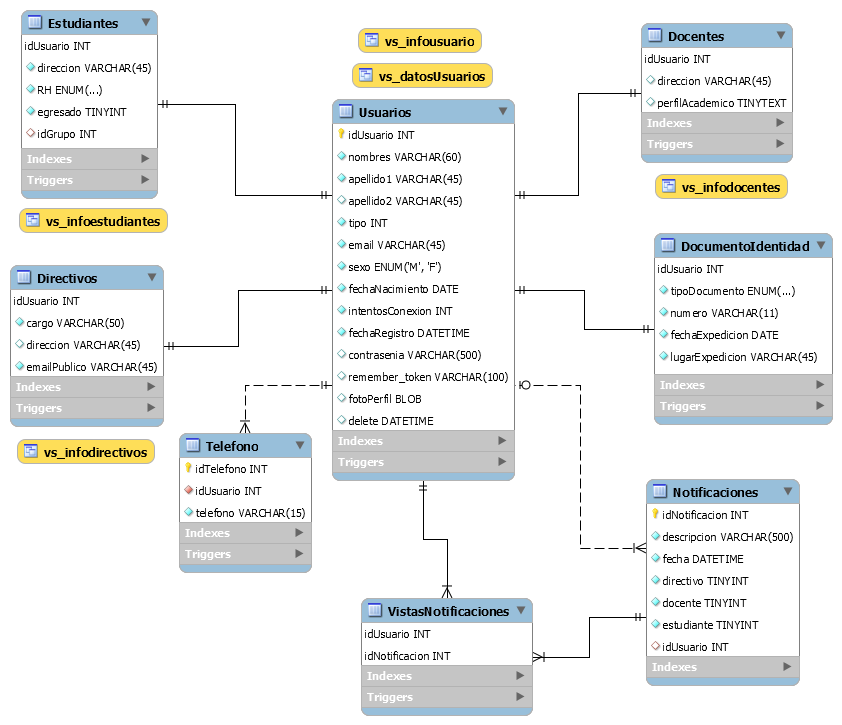 Estudiantes
idUsuario INT
direccion VARCHAR(45)
RH ENUM(...)
egresado TINYINT
idGrupo INT
Indexes
Triggers
vs_infoestudiantes
vs_infousuario
vs_datosUsuarios
Usuarios
idUsuario INT
nombres VARCHAR(60)
apellido1 VARCHAR(45)
apellido2 VARCHAR(45)
tipo INT
email VARCHAR(45)
sexo ENUM('M', 'F')
fechaNacimiento DATE
intentosConexion INT
fechaRegistro DATETIME
contrasenia VARCHAR(500)
remember_token VARCHAR(100)
fotoPerfil BLOB
delete DATETIME
Indexes
Triggers
Docentes
idUsuario INT
direccion VARCHAR(45)
perfilAcademico TINYTEXT
Indexes
Triggers
vs_infodocentes
Directivos
idUsuario INT
cargo VARCHAR(50)
direccion VARCHAR(45)
emailPublico VARCHAR(45)
Indexes
Triggers
vs_infodirectivos
DocumentoIdentidad
idUsuario INT
tipoDocumento ENUM(...)
numero VARCHAR(11)
fechaExpedicion DATE
lugarExpedicion VARCHAR(45)
Indexes
Triggers
Telefono
idTelefono INT
idUsuario INT
telefono VARCHAR(15)
Indexes
Triggers
Notificaciones
idNotificacion INT
descripcion VARCHAR(500)
fecha DATETIME
directivo TINYINT
docente TINYINT
estudiante TINYINT
idUsuario INT
Indexes
VistasNotificaciones
idUsuario INT
idNotificacion INT
Indexes
Triggers